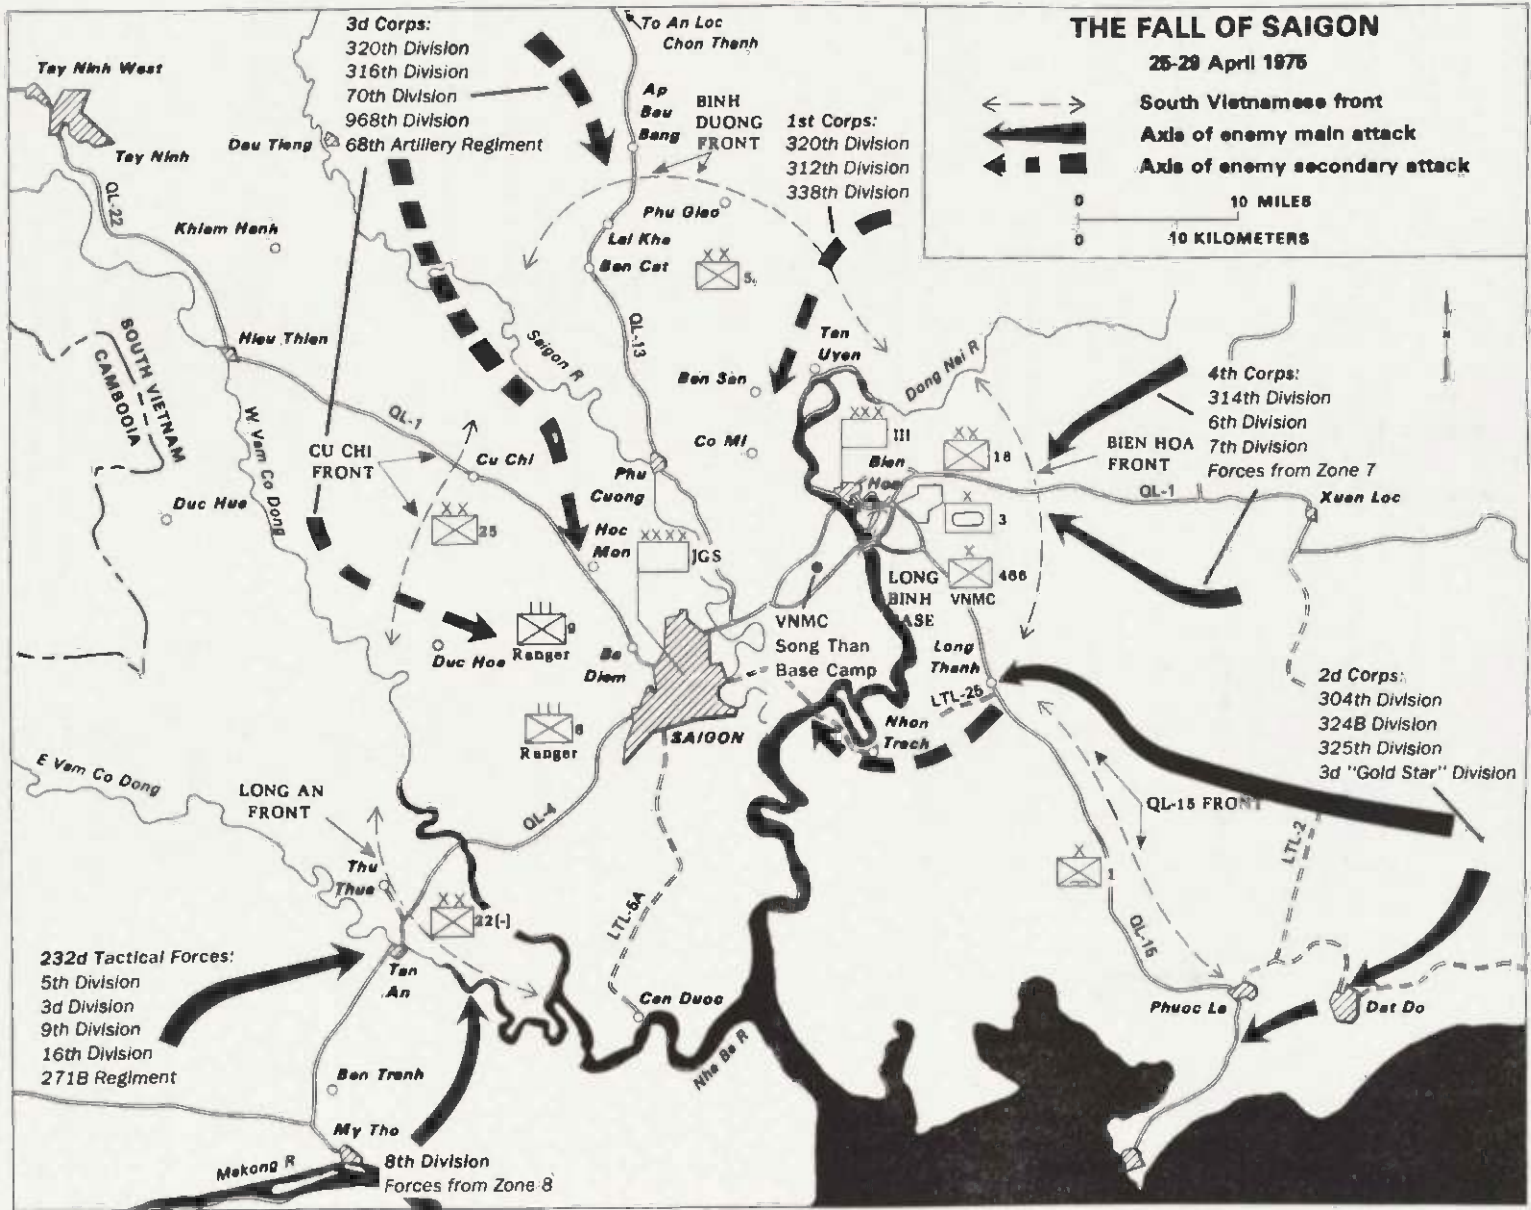 THE FALL OF SAIGON
25-29 April 1975
South Vietnamese front
Axis of enemy main attack
Axis of enemy secondary attack
0 10 MILES
0 10 KILOMETERS
3d Corps:
320th Division
316th Division
70th Division
968th Division
68th Artillery Regiment
To An Loc
Chon Thanh
Ap
Bau
Bang
BINH
DUONG
FRONT
1st Corps:
320th Division
312th Division
338th Division
Tay Ninh West
Tay Ninh
Dau Tieng
QL-22
Khiem Hanh
Phu Giao
Lai Khe
Ben Cat
XX
5
QL-13
Saigon R
Hieu Thien
SOUTH VIETNAM
CAMBODIA
W Vam Co Dong
QL-1
CU CHI
FRONT
Cu Chi
Duc Hue
XX
25
Tan
Uyen
Dong Nai R
Ben San
Co Mi
XXX
III
XX
18
Bien
Hoa
4th Corps:
314th Division
6th Division
7th Division
Forces from Zone 7
BIEN HOA
FRONT
QL-1
Xuan Loc
Phu
Cuong
Hoc
Mon
XXXX
JGS
X
3
X
468
VNMC
LONG
BINH
BASE
VNMC
Song Than
Base Camp
Long
Thanh
III
9
Ranger
Duc Hoa
Ba
Diem
III
8
Ranger
SAIGON
LTL-25
Nhon
Trach
2d Corps:
304th Division
324B Division
325th Division
3d "Gold Star" Division
QL-15 FRONT
LTL-2
E Vam Co Dong
LONG AN
FRONT
QL-4
Thu
Thua
XX
22[-]
LTL-5A
X
1
QL-15
232d Tactical Forces:
5th Division
3d Division
9th Division
16th Division
271B Regiment
Tan
An
Can Duoc
Nha Be R
Phuoc Le
Dat Do
Ben Tranh
My Tho
Mekong R
8th Division
Forces from Zone 8